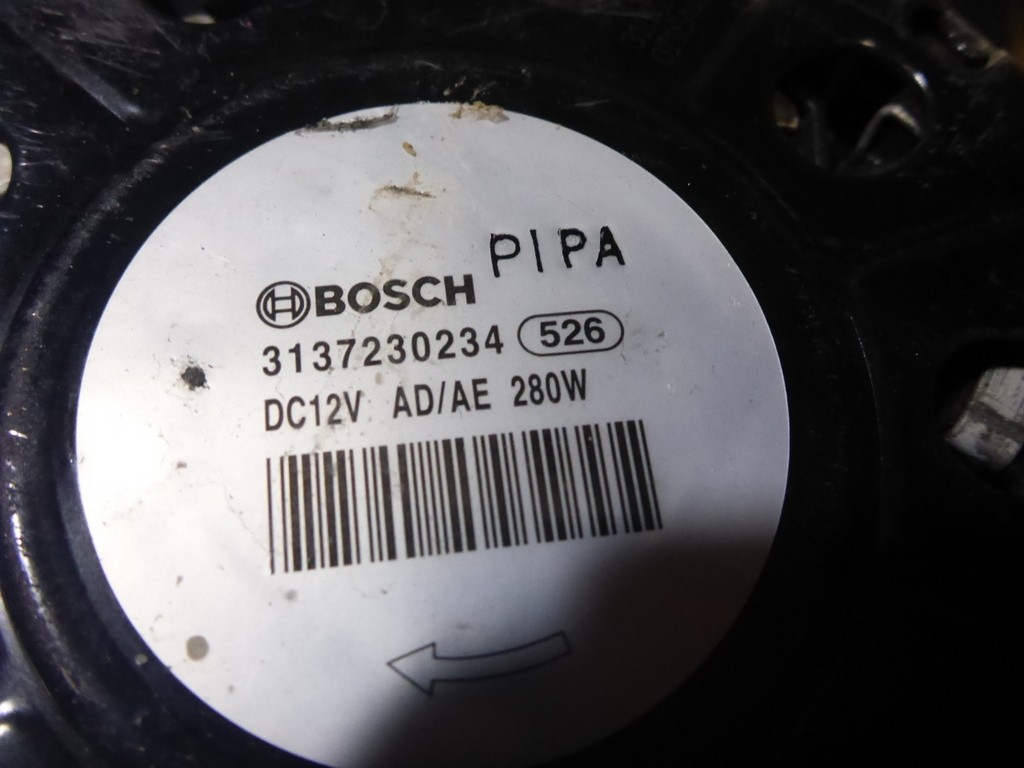 PIPA
BOSCH
3137230234 526
DC12V AD/AE 280W